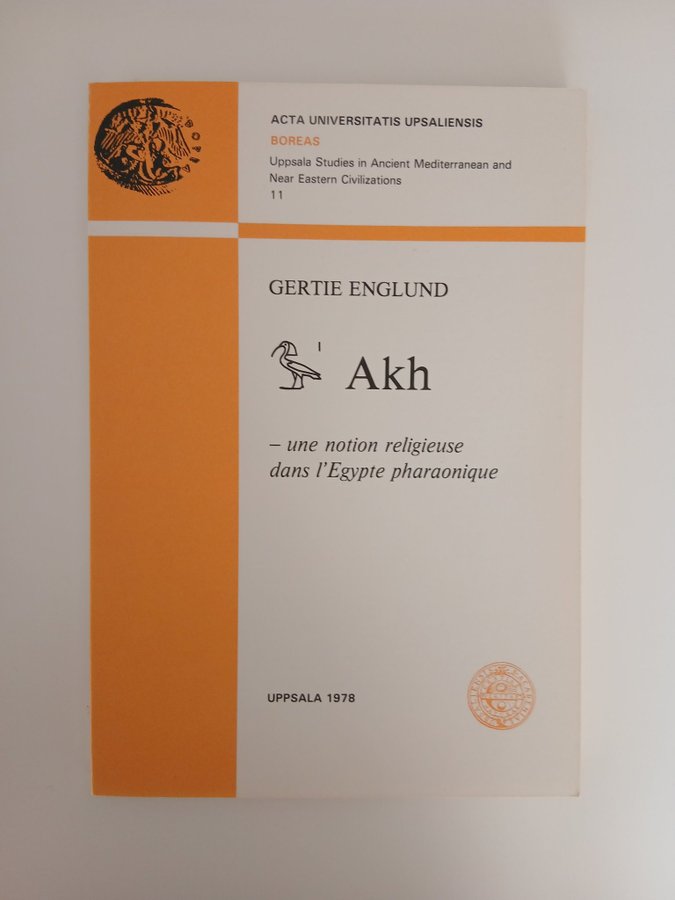 ACTA UNIVERSITATIS UPSALIENSIS
BOREAS
Uppsala Studies in Ancient Mediterranean and
Near Eastern Civilizations
11
GERTIE ENGLUND
Akh
– une notion religieuse
dans l'Egypte pharaonique
UPPSALA 1978